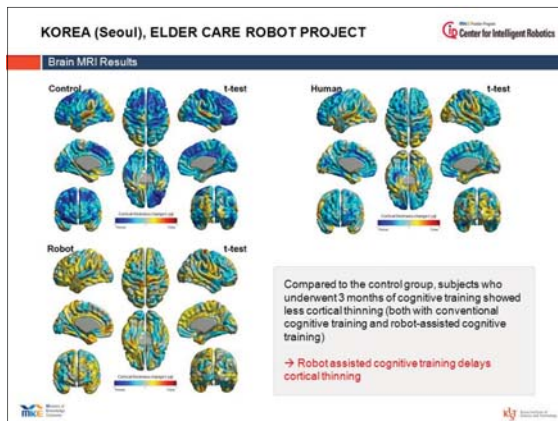 KOREA (Seoul), ELDER CARE ROBOT PROJECT
Center for Intelligent Robotics
Brain MRI Results
Control
t-test
Human
t-test
Robot
t-test
Compared to the control group, subjects who
underwent 3 months of cognitive training showed
less cortical thinning (both with conventional
cognitive training and robot-assisted cognitive
training)
→ Robot assisted cognitive training delays
cortical thinning